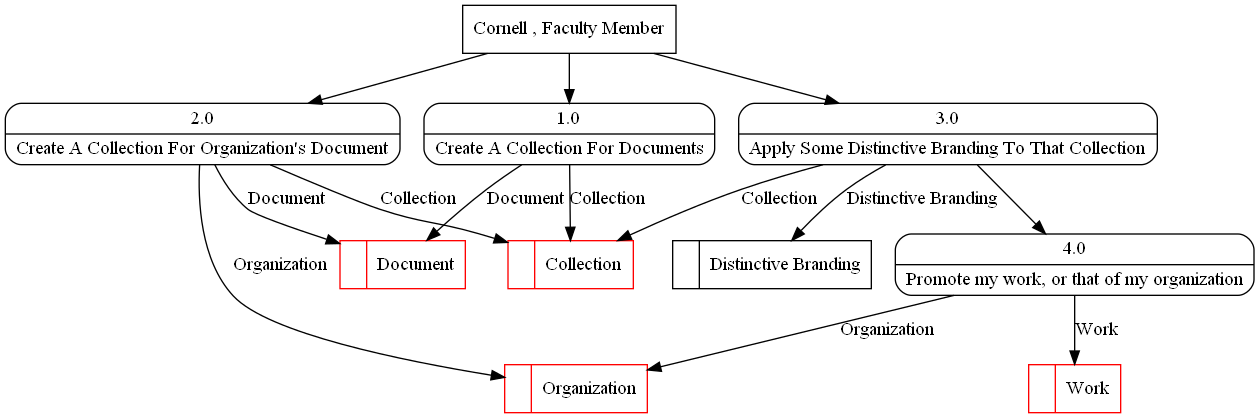 Cornell , Faculty Member
2.0
Create A Collection For Organization's Document
1.0
Create A Collection For Documents
3.0
Apply Some Distinctive Branding To That Collection
Document
Collection
Document
Collection
Collection
Distinctive Branding
Organization
Document
Collection
Distinctive Branding
4.0
Promote my work, or that of my organization
Organization
Work
Organization
Work